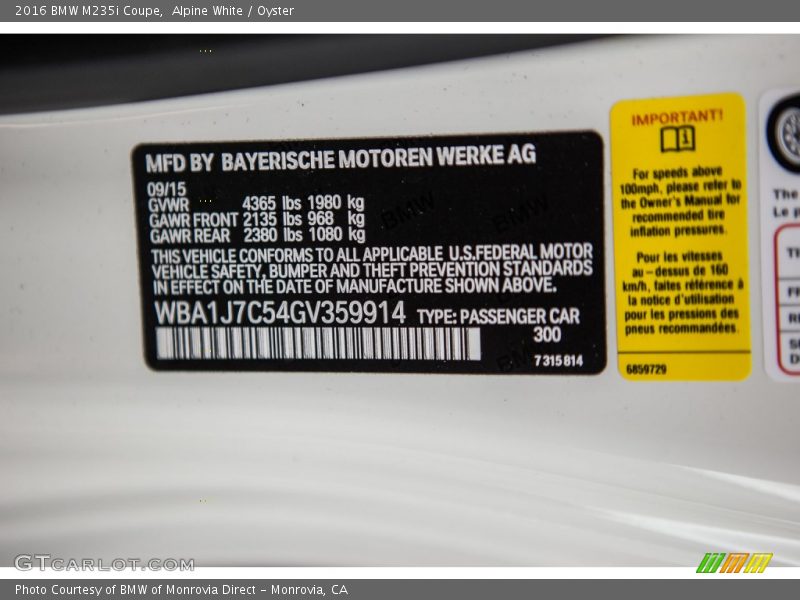 2016 BMW M235i Coupe,  Alpine White / Oyster
MFD BY BAYERISCHE MOTOREN WERKE AG
09/15
GVWR 4365 lbs 1980 kg
GAWR FRONT 2135 lbs 968 kg
GAWR REAR 2380 lbs 1080 kg
THIS VEHICLE CONFORMS TO ALL APPLICABLE U.S.FEDERAL MOTOR
VEHICLE SAFETY, BUMPER AND THEFT PREVENTION STANDARDS
IN EFFECT ON THE DATE OF MANUFACTURE SHOWN ABOVE.
WBA1J7C54GV359914 TYPE: PASSENGER CAR
300
7315814
BMW
BMW
BMW
IMPORTANT!
For speeds above
100mph, please refer to
the Owner's Manual for
recommended tire
inflation pressures.
Pour les vitesses
au-dessus de 160
km/h, faites référence à
la notice d'utilisation
pour les pressions des
pneus recommandées.
6859729
The
Le p
GTCARLOT.COM
Photo Courtesy of BMW of Monrovia Direct - Monrovia, CA